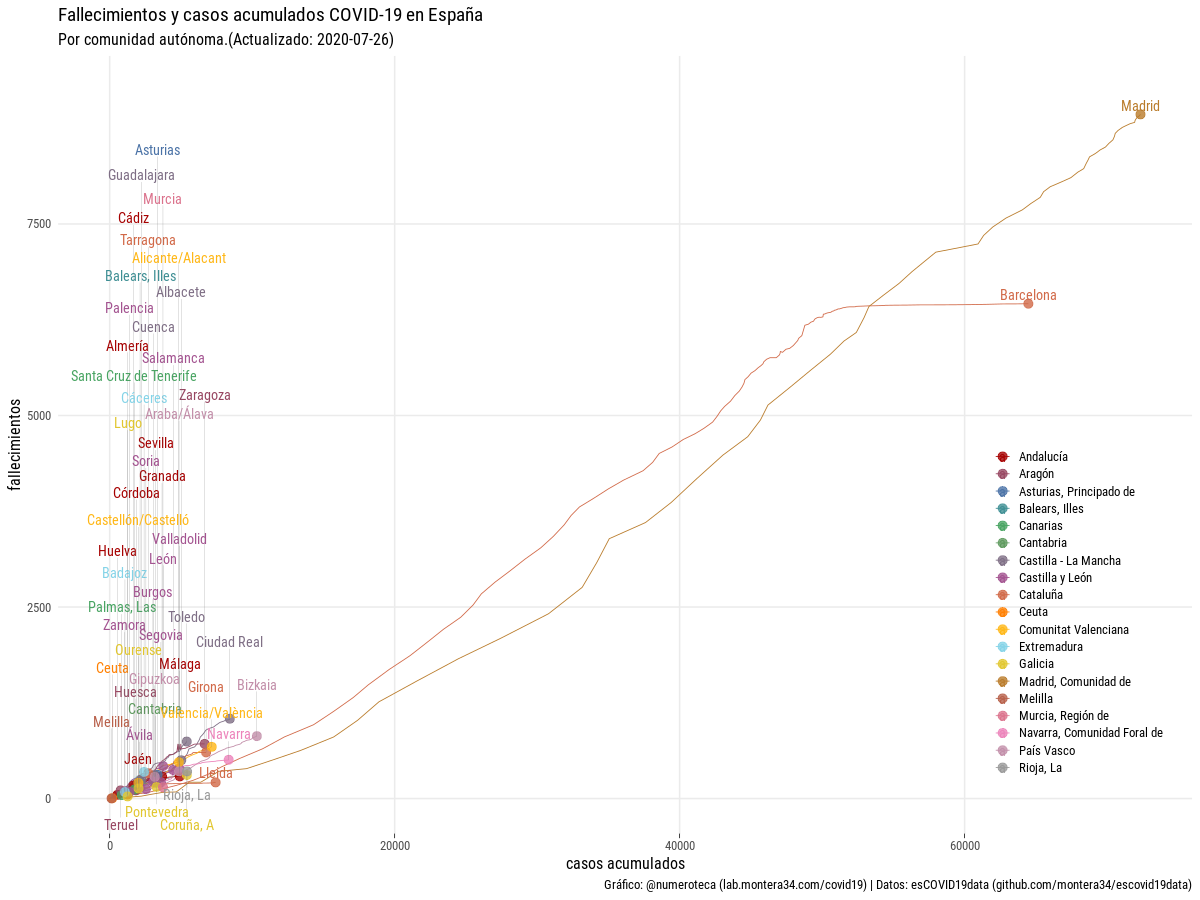 Fallecimientos y casos acumulados COVID-19 en España
Por comunidad autónoma.(Actualizado: 2020-07-26)
fallecimientos
7500
5000
2500
0
Madrid
Asturias
Guadalajara
Murcia
Cádiz
Tarragona
Alicante/Alacant
Balears, Illes
Albacete
Barcelona
Palencia
Cuenca
Almería
Salamanca
Santa Cruz de Tenerife
Zaragoza
Cáceres
Araba/Álava
Lugo
Sevilla
Soria
Granada
Córdoba
Castellón/Castelló
Valladolid
Huelva
León
Badajoz
Burgos
Palmas, Las
Toledo
Zamora
Segovia
Ciudad Real
Ourense
Málaga
Ceuta
Gipuzkoa
Girona
Bizkaia
Huesca
Cantabria
Valencia/València
Melilla
Ávila
Navarra
Jaén
Lleida
Rioja, La
Pontevedra
Teruel
Coruña, A
Andalucía
Aragón
Asturias, Principado de
Balears, Illes
Canarias
Cantabria
Castilla - La Mancha
Castilla y León
Cataluña
Ceuta
Comunitat Valenciana
Extremadura
Galicia
Madrid, Comunidad de
Melilla
Murcia, Región de
Navarra, Comunidad Foral de
País Vasco
Rioja, La
0
20000
40000
60000
casos acumulados
Gráfico: @numeroteca (lab.montera34.com/covid19) | Datos: esCOVID19data (github.com/montera34/escovid19data)